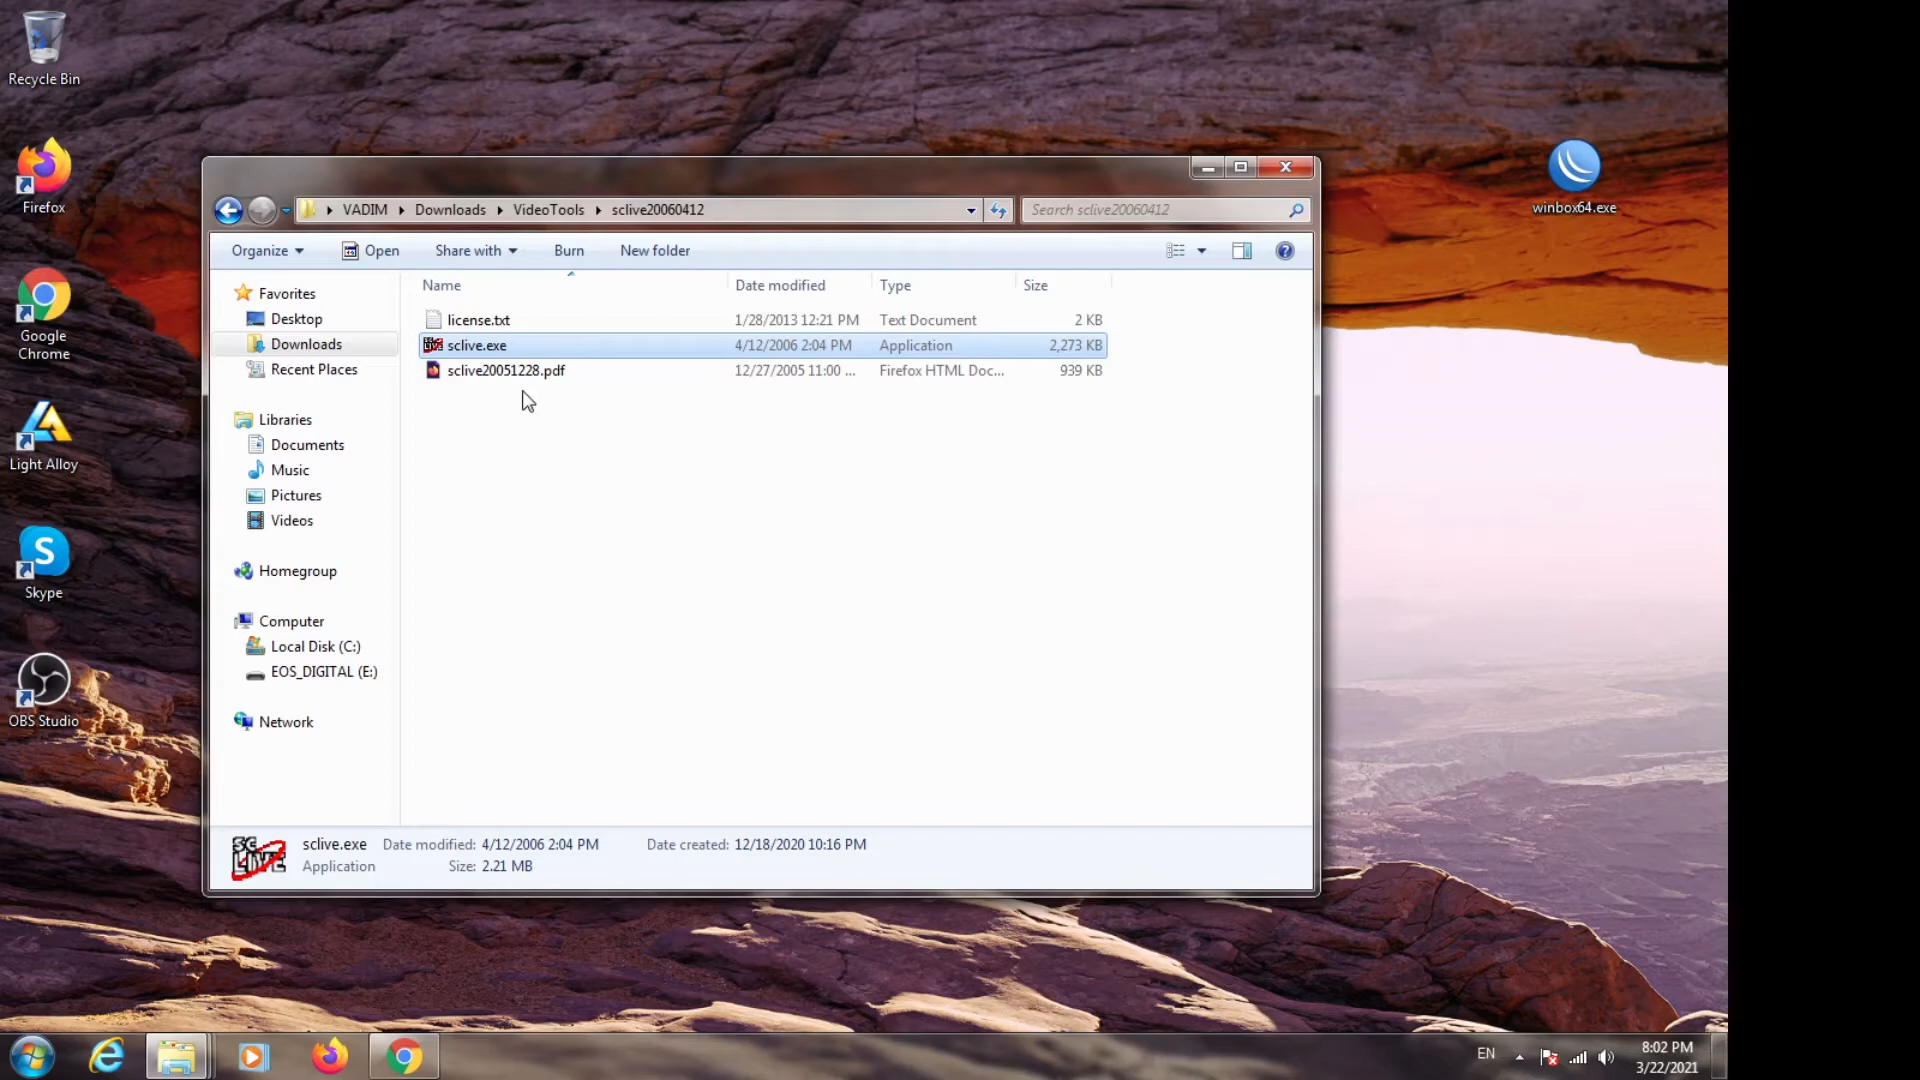 Recycle Bin
Firefox
Google
Chrome
Light Alloy
Skype
OBS Studio
winbox64.exe
VADIM Downloads VideoTools sclive20060412
Search sclive20060412
Organize Open Share with Burn New folder
Name Date modified Type Size
license.txt 1/28/2013 12:21 PM Text Document 2 KB
sclive.exe 4/12/2006 2:04 PM Application 2,273 KB
sclive20051228.pdf 12/27/2005 11:00 ... Firefox HTML Doc... 939 KB
Favorites
Desktop
Downloads
Recent Places
Libraries
Documents
Music
Pictures
Videos
Homegroup
Computer
Local Disk (C:)
EOS_DIGITAL (E:)
Network
SC
LIVE
sclive.exe Date modified: 4/12/2006 2:04 PM Date created: 12/18/2020 10:16 PM
Application Size: 2.21 MB
EN
8:02 PM
3/22/2021